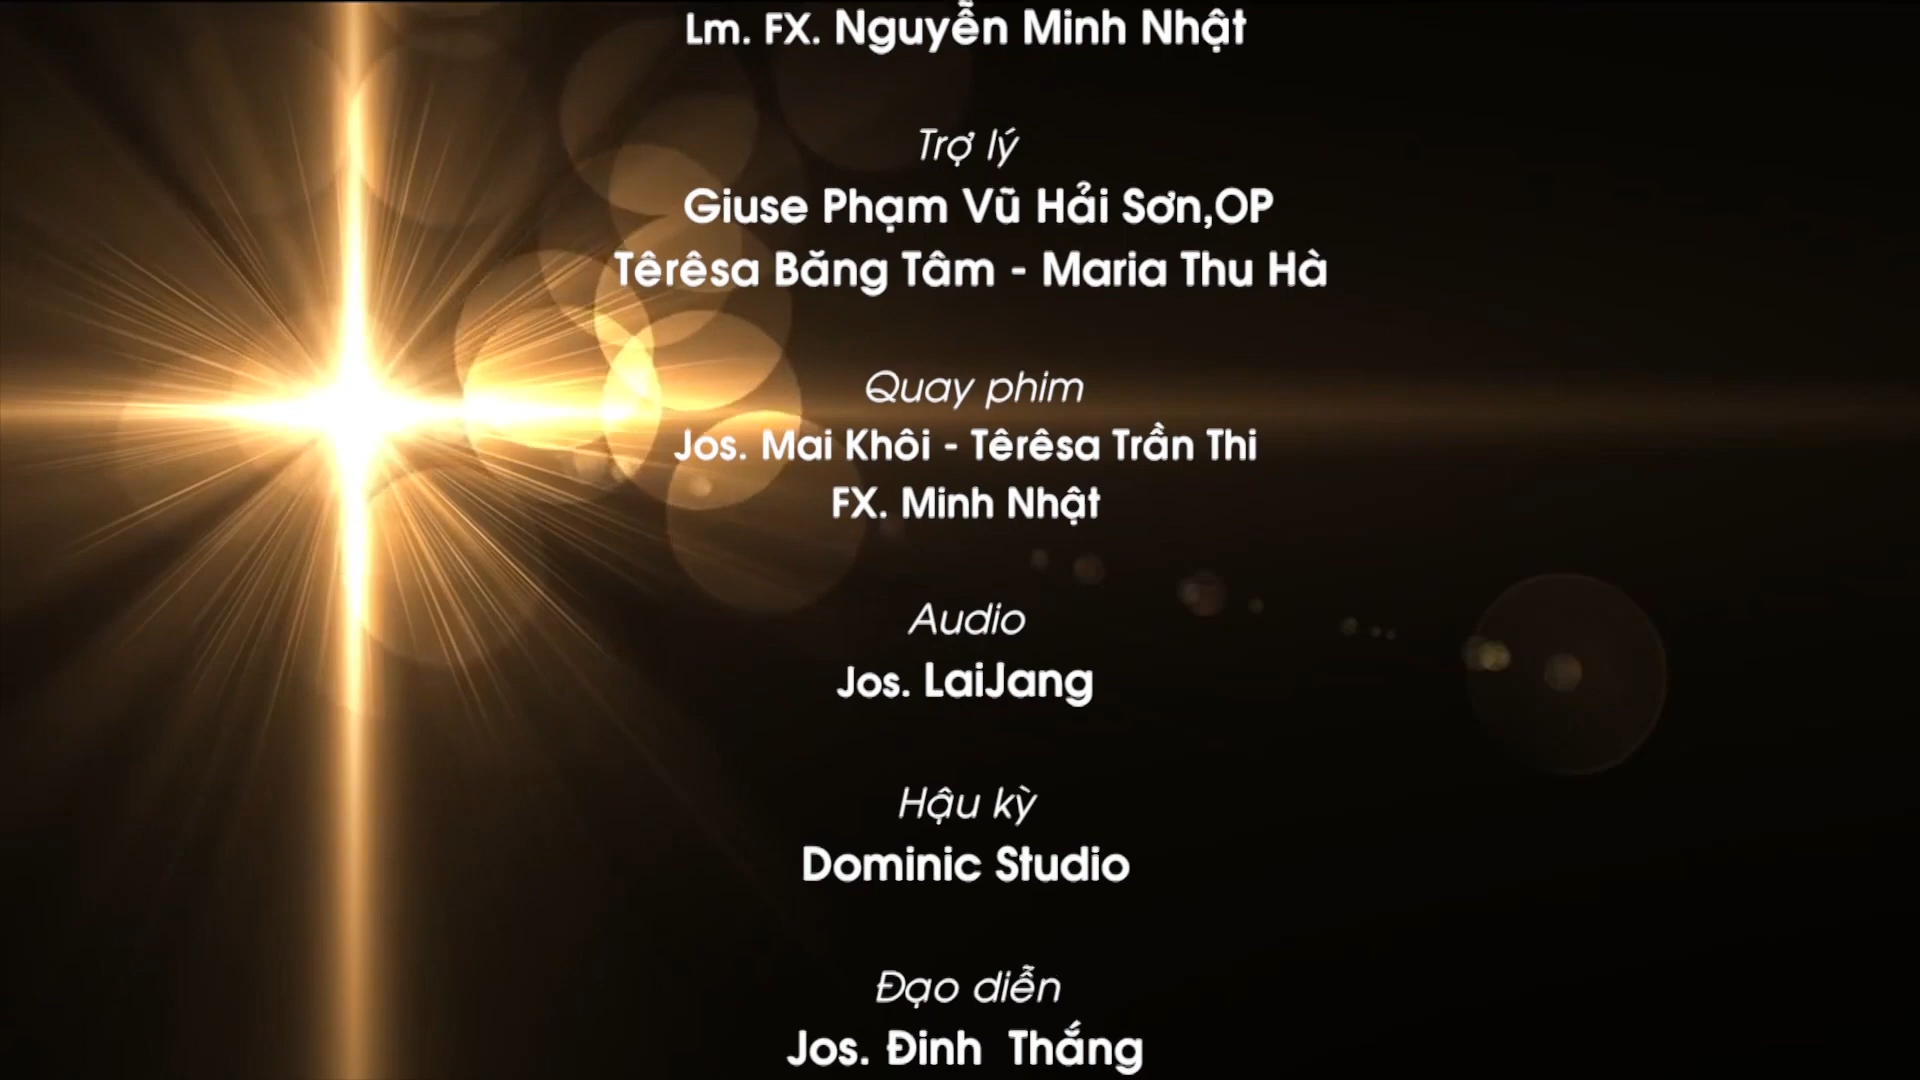 Lm. FX. Nguyễn Minh Nhật
Trợ lý
Giuse Phạm Vũ Hải Sơn,OP
Têrêsa Băng Tâm - Maria Thu Hà
Quay phim
Jos. Mai Khôi - Têrêsa Trần Thi
FX. Minh Nhật
Audio
Jos. LaiJang
Hậu kỳ
Dominic Studio
Đạo diễn
Jos. Đinh Thắng